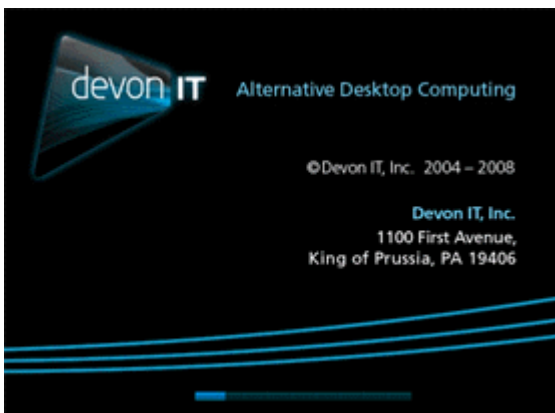 devon IT
Alternative Desktop Computing
© Devon IT, Inc. 2004 – 2008
Devon IT, Inc.
1100 First Avenue,
King of Prussia, PA 19406